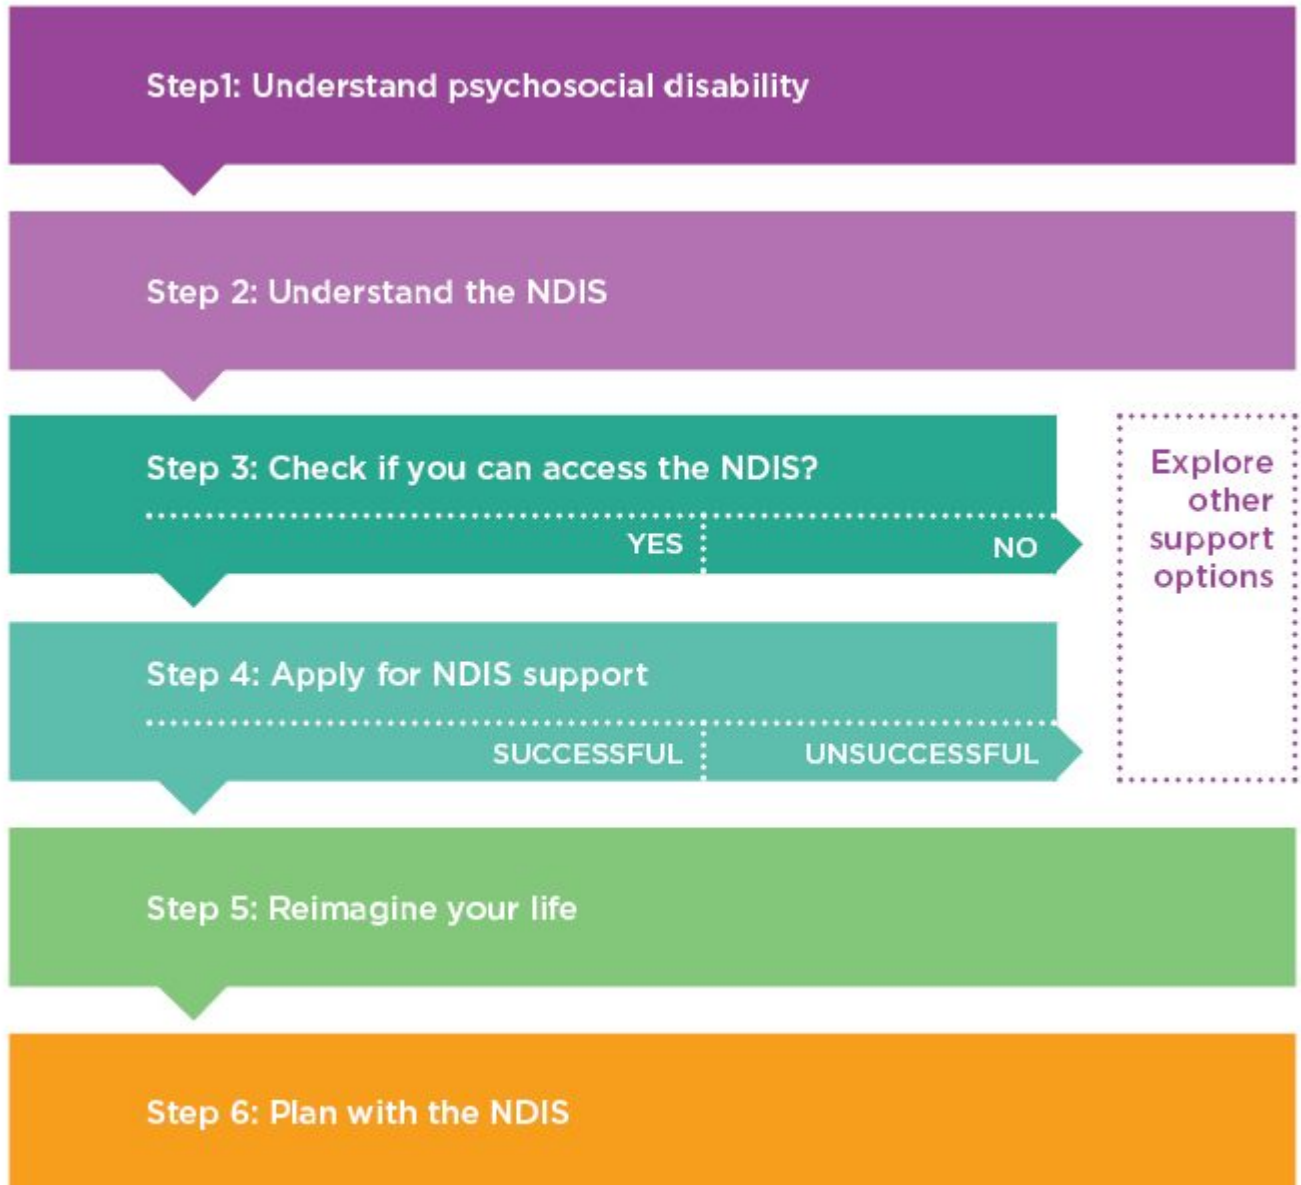 Step1: Understand psychosocial disability
Step 2: Understand the NDIS
Step 3: Check if you can access the NDIS?
YES
NO
Explore
other
support
options
Step 4: Apply for NDIS support
SUCCESSFUL
UNSUCCESSFUL
Step 5: Reimagine your life
Step 6: Plan with the NDIS